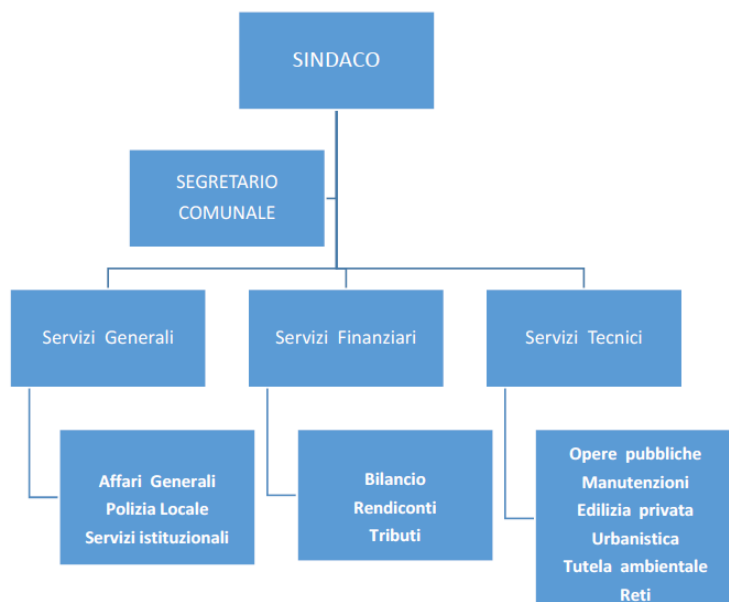 SINDACO
SEGRETARIO
COMUNALE
Servizi Generali
Servizi Finanziari
Servizi Tecnici
Affari Generali
Polizia Locale
Servizi istituzionali
Bilancio
Rendiconti
Tributi
Opere pubbliche
Manutenzioni
Edilizia privata
Urbanistica
Tutela ambientale
Reti